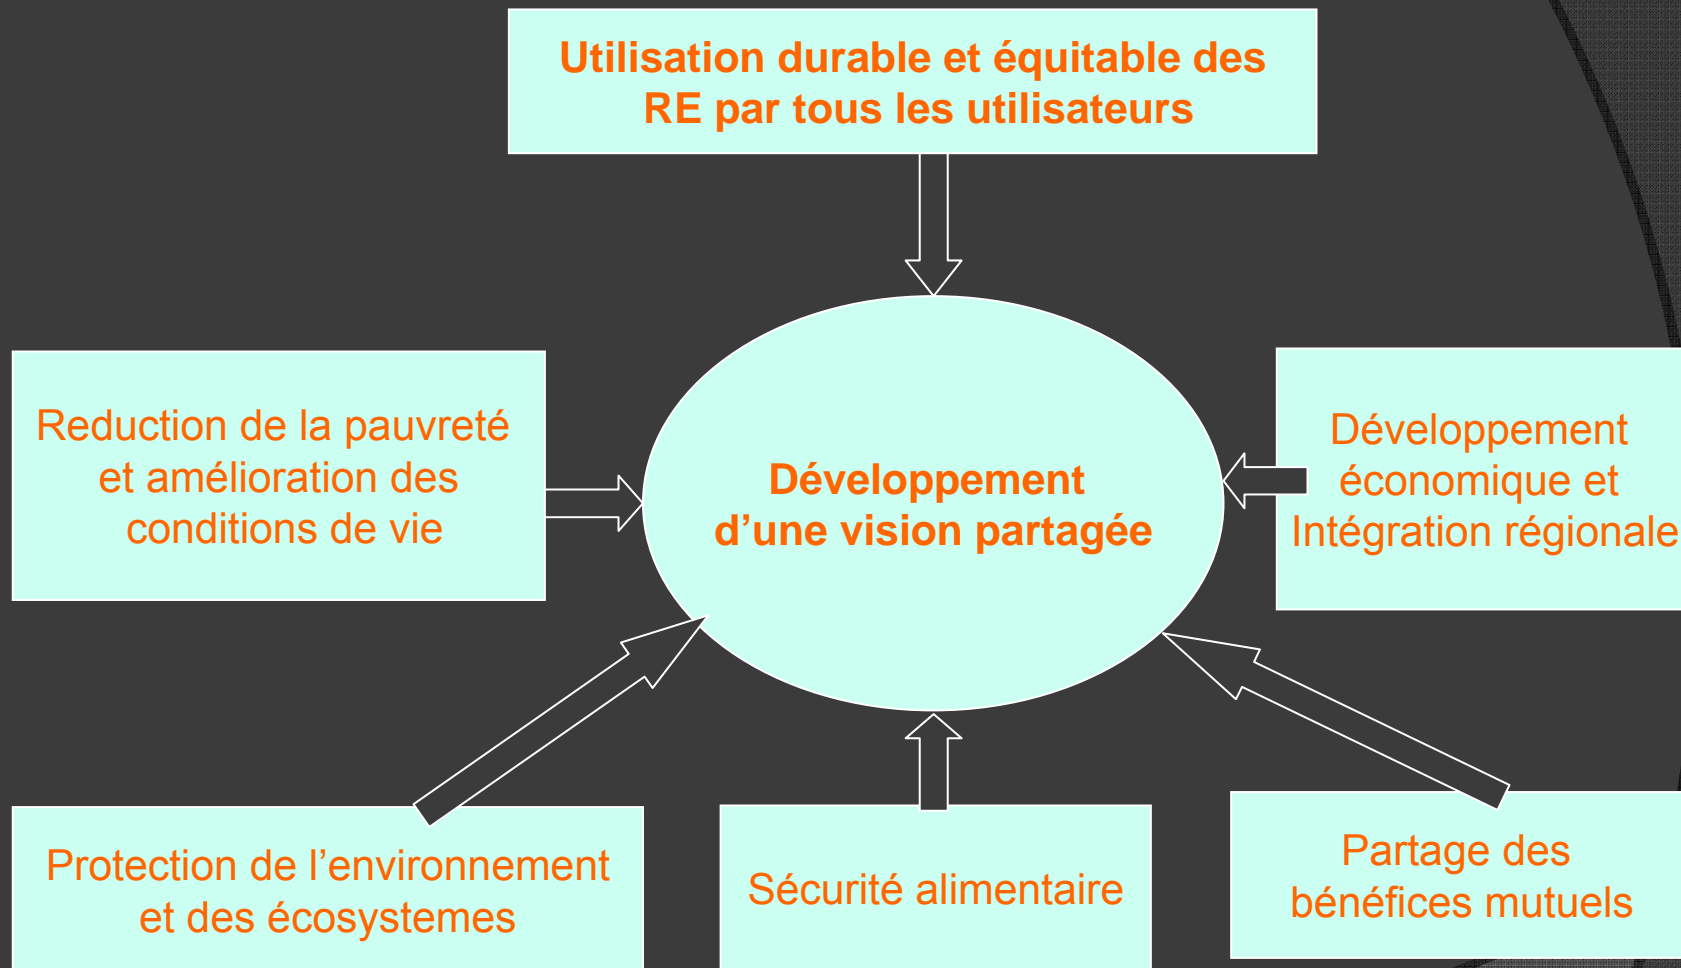 Utilisation durable et équitable des
RE par tous les utilisateurs
Reduction de la pauvreté
et amélioration des
conditions de vie
Développement
d’une vision partagée
Développement
économique et
Intégration régionale
Protection de l’environnement
et des écosystemes
Sécurité alimentaire
Partage des
bénéfices mutuels